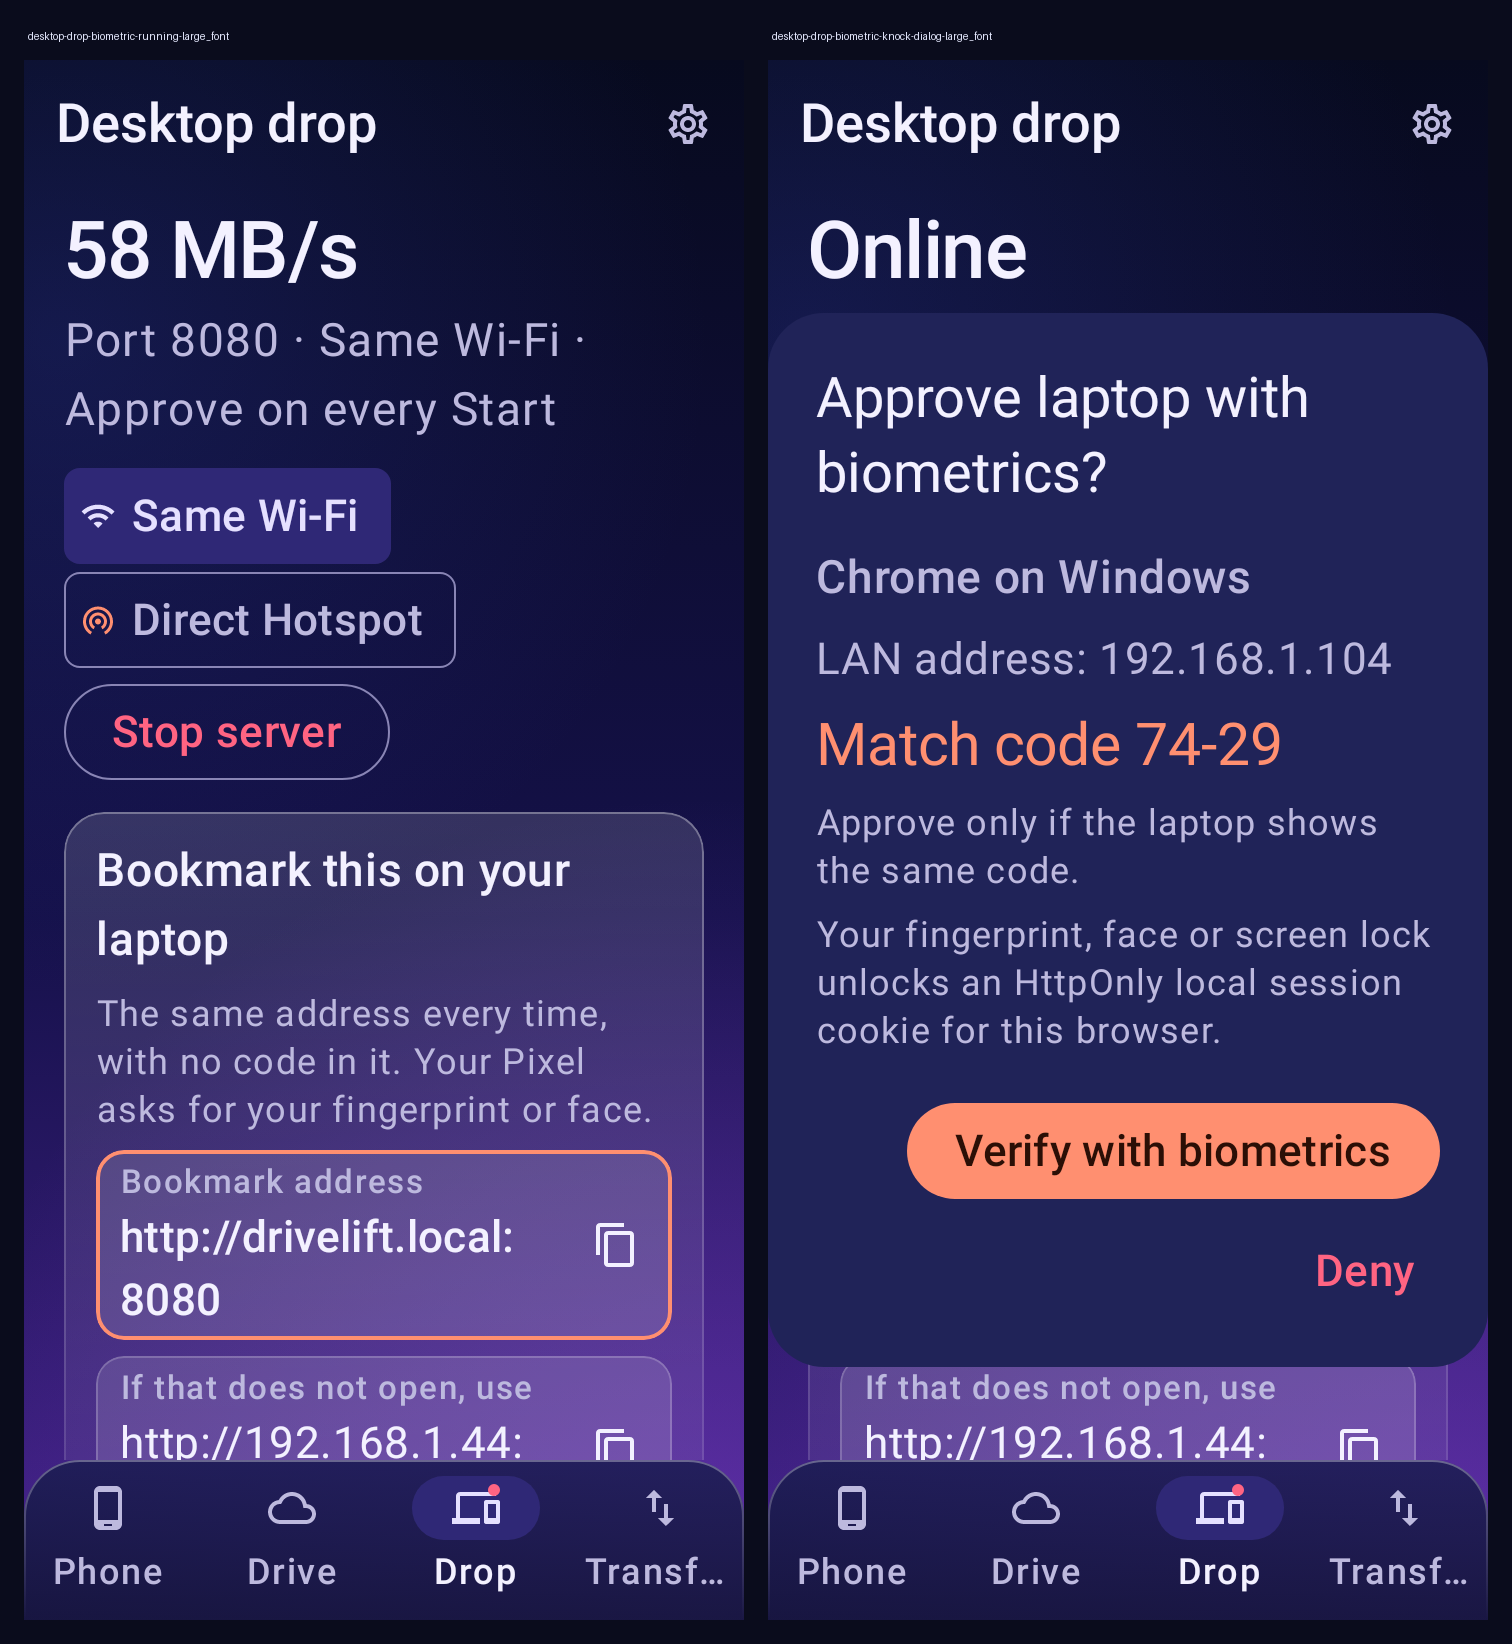 desktop-drop-biometric-running-large_font
Desktop drop
58 MB/s
Port 8080 · Same Wi-Fi ·
Approve on every Start
Same Wi-Fi
Direct Hotspot
Stop server
Bookmark this on your
laptop
The same address every time,
with no code in it. Your Pixel
asks for your fingerprint or face.
Bookmark address
http://drivelift.local:
8080
If that does not open, use
http://192.168.1.44:
Phone
Drive
Drop
Transf...
desktop-drop-biometric-knock-dialog-large_font
Desktop drop
Online
Approve laptop with
biometrics?
Chrome on Windows
LAN address: 192.168.1.104
Match code 74-29
Approve only if the laptop shows
the same code.
Your fingerprint, face or screen lock
unlocks an HttpOnly local session
cookie for this browser.
Verify with biometrics
Deny
If that does not open, use
http://192.168.1.44:
Phone
Drive
Drop
Transf...